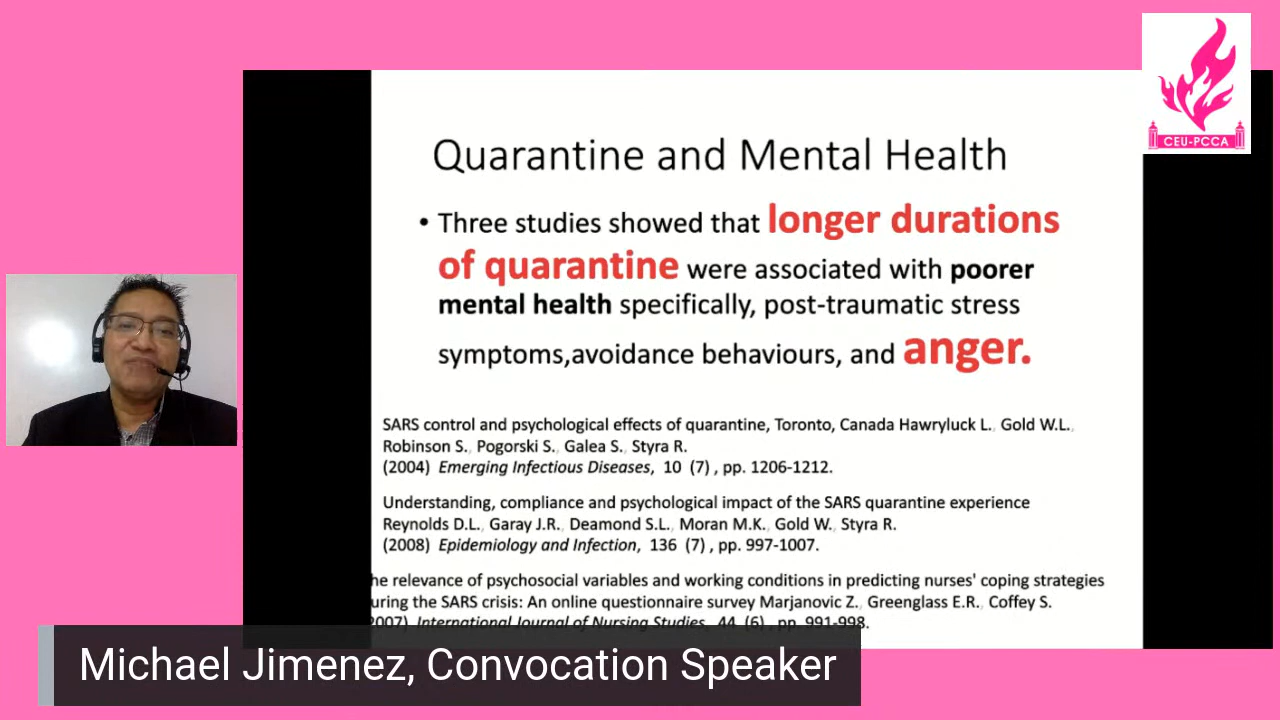 CEU-PCCA
Quarantine and Mental Health
• Three studies showed that longer durations
of quarantine were associated with poorer
mental health specifically, post-traumatic stress
symptoms,avoidance behaviours, and anger.
SARS control and psychological effects of quarantine, Toronto, Canada Hawryluck L., Gold W.L.,
Robinson S., Pogorski S., Galea S., Styra R.
(2004) Emerging Infectious Diseases, 10 (7) , pp. 1206-1212.
Understanding, compliance and psychological impact of the SARS quarantine experience
Reynolds D.L., Garay J.R., Deamond S.L., Moran M.K., Gold W., Styra R.
(2008) Epidemiology and Infection, 136 (7) , pp. 997-1007.
he relevance of psychosocial variables and working conditions in predicting nurses' coping strategies
uring the SARS crisis: An online questionnaire survey Marjanovic Z., Greenglass E.R., Coffey S.
2007) International Journal of Nursing Studies, 44 (6) , pp. 991-998.
Michael Jimenez, Convocation Speaker